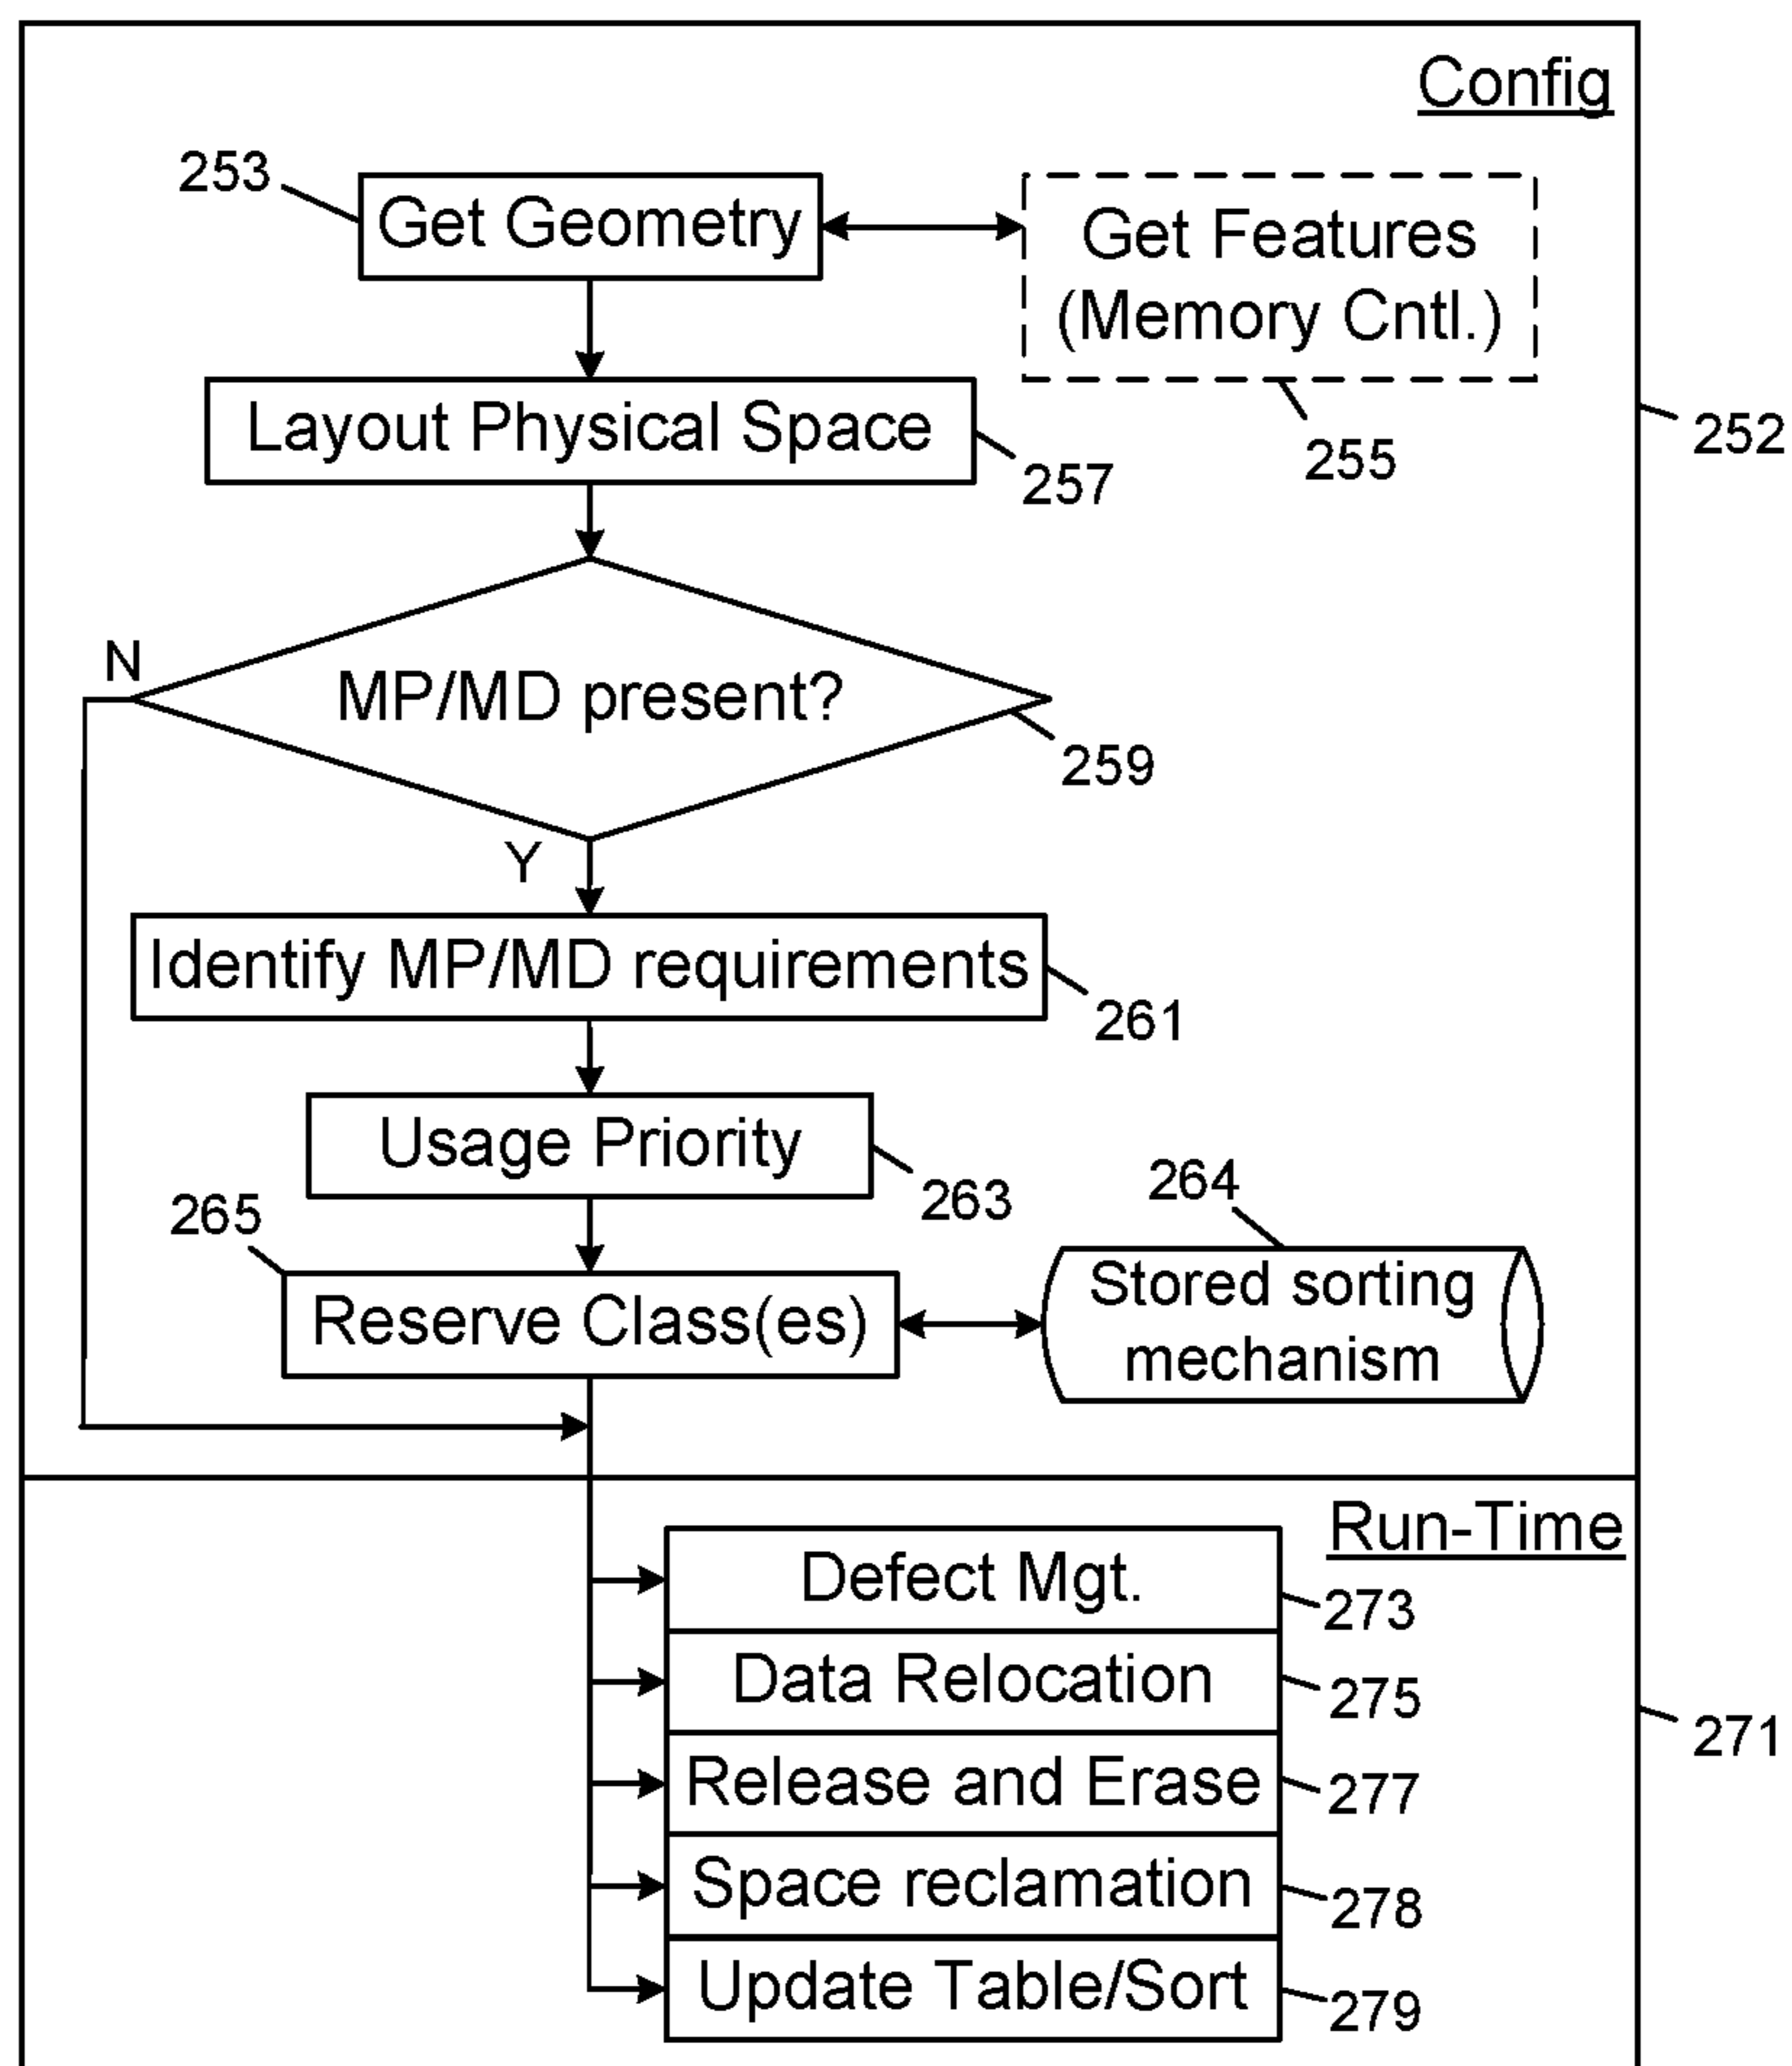 Config
253
Get Geometry
Get Features
(Memory Cntl.)
252
Layout Physical Space
255
257
N
MP/MD present?
259
Y
Identify MP/MD requirements
261
Usage Priority
263
264
265
Reserve Class(es)
Stored sorting
mechanism
Run-Time
Defect Mgt.
273
Data Relocation
275
271
Release and Erase
277
Space reclamation
278
Update Table/Sort
279